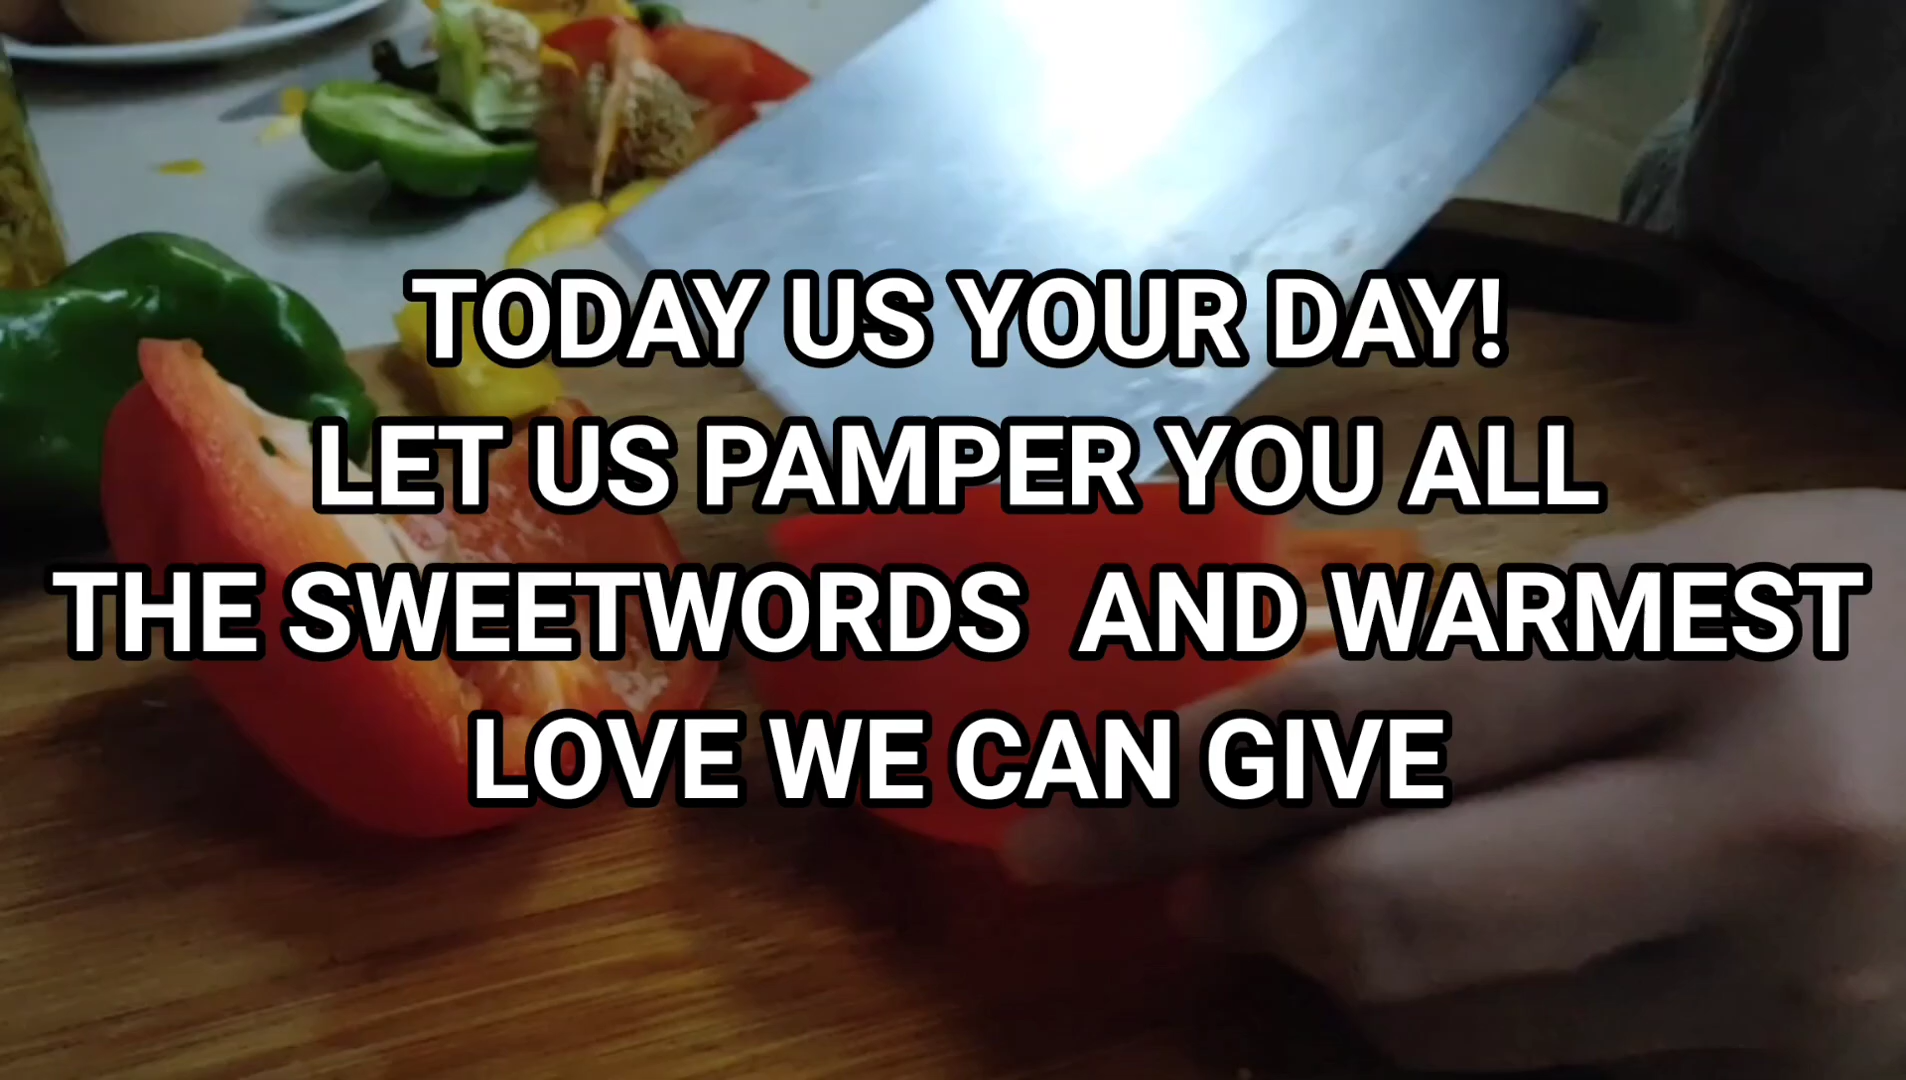 TODAY US YOUR DAY!
LET US PAMPER YOU ALL
THE SWEETWORDS  AND WARMEST
LOVE WE CAN GIVE